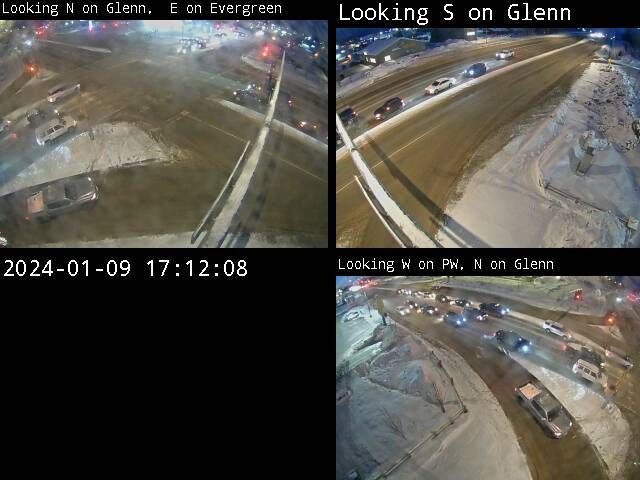 Looking N on Glenn, E on Evergreen
Looking S on Glenn
2024-01-09 17:12:08
Looking W on PW, N on Glenn